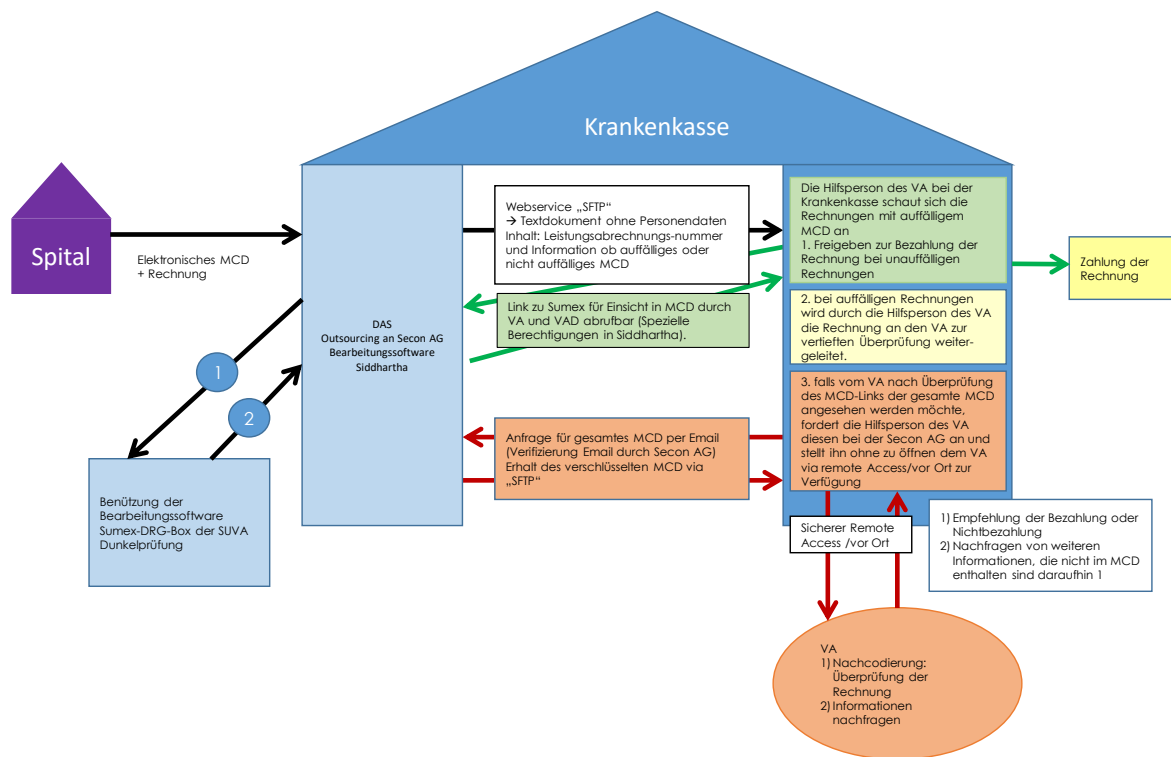 Krankenkasse
Spital
Elektronisches MCD
+ Rechnung
DAS
Outsourcing an Secon AG
Bearbeitungssoftware
Siddhartha
1
2
Benützung der
Bearbeitungssoftware
Sumex-DRG-Box der SUVA
Dunkelprüfung
Webservice „SFTP"
→ Textdokument ohne Personendaten
Inhalt: Leistungsabrechnungs-nummer
und Information ob auffälliges oder
nicht auffälliges MCD
Link zu Sumex für Einsicht in MCD durch
VA und VAD abrufbar (Spezielle
Berechtigungen in Siddhartha).
Anfrage für gesamtes MCD per Email
(Verifizierung Email durch Secon AG)
Erhalt des verschlüsselten MCD via
„SFTP"
Die Hilfsperson des VA bei der
Krankenkasse schaut sich die
Rechnungen mit auffälligem
MCD an
1. Freigeben zur Bezahlung der
Rechnung bei unauffälligen
Rechnungen
2. bei auffälligen Rechnungen
wird durch die Hilfsperson des VA
die Rechnung an den VA zur
vertieften Überprüfung weiter-
geleitet.
3. falls vom VA nach Überprüfung
des MCD-Links der gesamte MCD
angesehen werden möchte,
fordert die Hilfsperson des VA
diesen bei der Secon AG an und
stellt ihn ohne zu öffnen dem VA
via remote Access/vor Ort zur
Verfügung
Zahlung der
Rechnung
Sicherer Remote
Access /vor Ort
1) Empfehlung der Bezahlung oder
Nichtbezahlung
2) Nachfragen von weiteren
Informationen, die nicht im MCD
enthalten sind daraufhin 1
VA
1) Nachcodierung:
Überprüfung der
Rechnung
2) Informationen
nachfragen